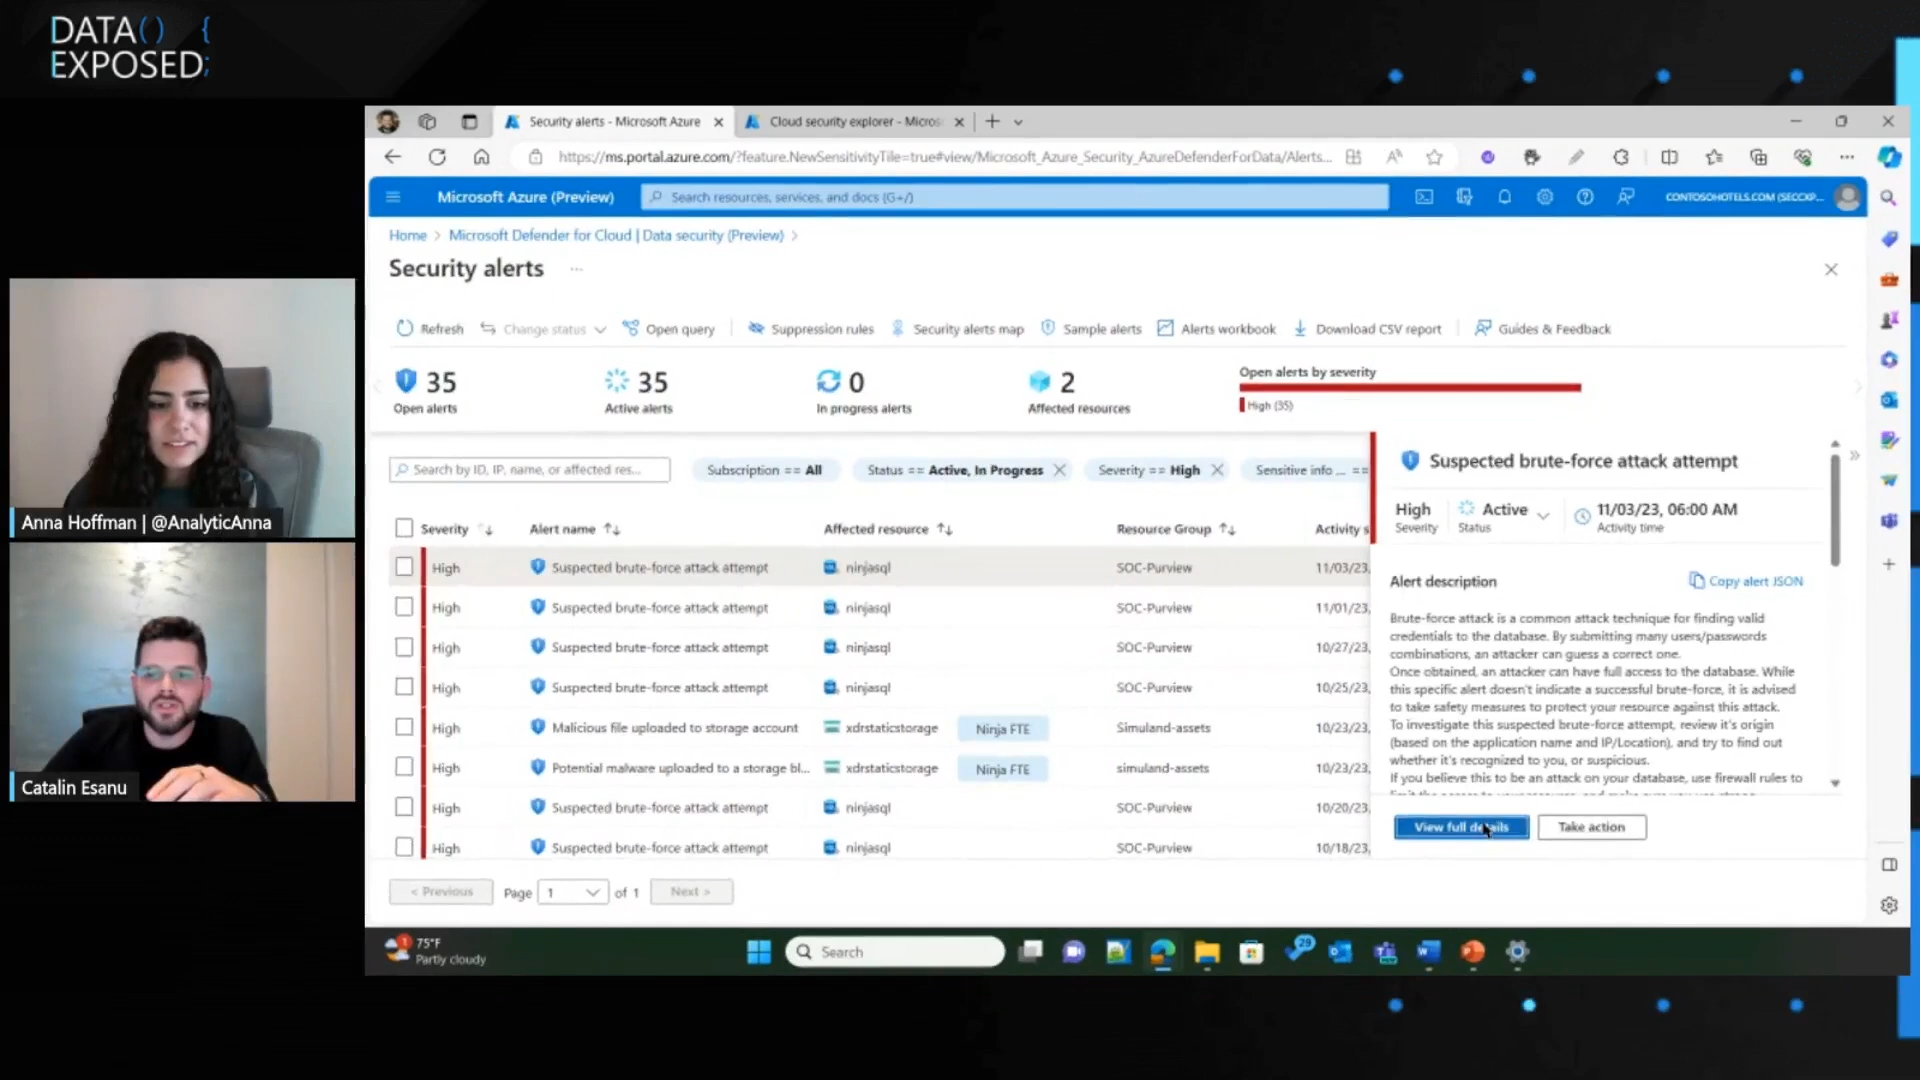 DATA() {
EXPOSED;
Security alerts - Microsoft Azure
Cloud security explorer - Micros
https://ms.portal.azure.com/?feature.NewSensitivityTile=true#view/Microsoft_Azure_Security_AzureDefenderForData/Alerts...
Microsoft Azure (Preview)
Search resources, services, and docs (G+/)
CONTOSOHOTELS.COM (SECCXP...
Home > Microsoft Defender for Cloud | Data security (Preview) >
Security alerts ...
Refresh Change status Open query Suppression rules Security alerts map Sample alerts Alerts workbook Download CSV report Guides & Feedback
35
Open alerts
35
Active alerts
0
In progress alerts
2
Affected resources
Open alerts by severity
High (35)
Search by ID, IP, name, or affected res...
Subscription == All
Status == Active, In Progress
Severity == High
Sensitive info ... ==
Severity Alert name Affected resource Resource Group Activity s
High Suspected brute-force attack attempt ninjasql SOC-Purview 11/03/23,
High Suspected brute-force attack attempt ninjasql SOC-Purview 11/01/23,
High Suspected brute-force attack attempt ninjasql SOC-Purview 10/27/23,
High Suspected brute-force attack attempt ninjasql SOC-Purview 10/25/23,
High Malicious file uploaded to storage account xdrstaticstorage Ninja FTE Simuland-assets 10/23/23,
High Potential malware uploaded to a storage bl... xdrstaticstorage Ninja FTE simuland-assets 10/23/23,
High Suspected brute-force attack attempt ninjasql SOC-Purview 10/20/23,
High Suspected brute-force attack attempt ninjasql SOC-Purview 10/18/23,
Suspected brute-force attack attempt
High
Severity
Active
Status
11/03/23, 06:00 AM
Activity time
Alert description
Copy alert JSON
Brute-force attack is a common attack technique for finding valid
credentials to the database. By submitting many users/passwords
combinations, an attacker can guess a correct one.
Once obtained, an attacker can have full access to the database. While
this specific alert doesn't indicate a successful brute-force, it is advised
to take safety measures to protect your resource against this attack.
To investigate this suspected brute-force attempt, review it's origin
(based on the application name and IP/Location), and try to find out
whether it's recognized to you, or suspicious.
If you believe this to be an attack on your database, use firewall rules to
View full details
Take action
< Previous Page 1 of 1 Next >
Anna Hoffman | @AnalyticAnna
Catalin Esanu
1
75°F
Partly cloudy
Search
29